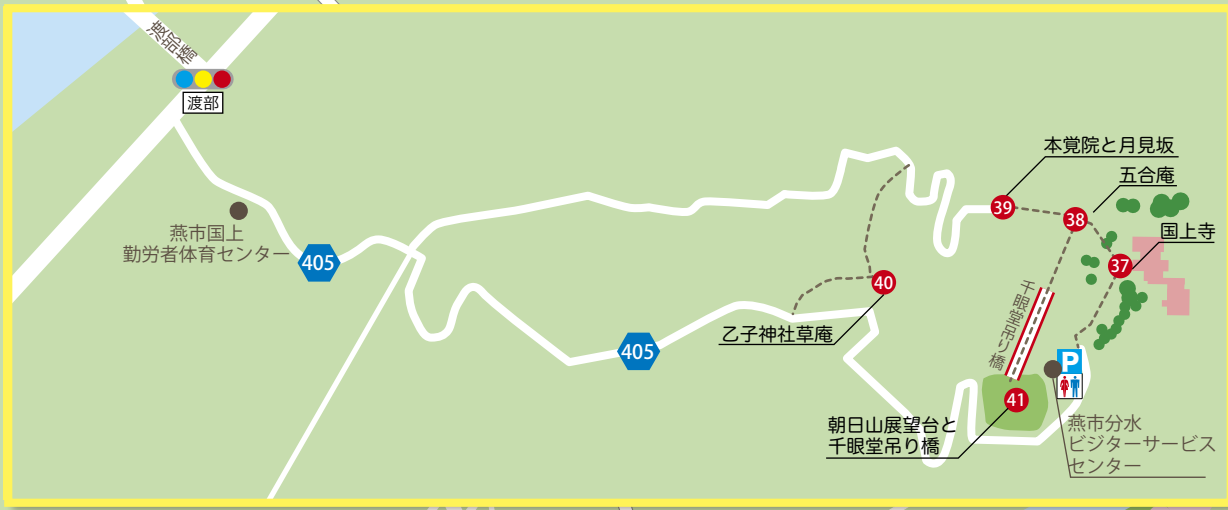 渡部橋
渡部
燕市国上
勤労者体育センター
405
405
本覚院と月見坂
39
五合庵
38
国上寺
37
40
乙子神社草庵
千眼堂吊り橋
P
41
朝日山展望台と
千眼堂吊り橋
燕市分水
ビジターサービス
センター